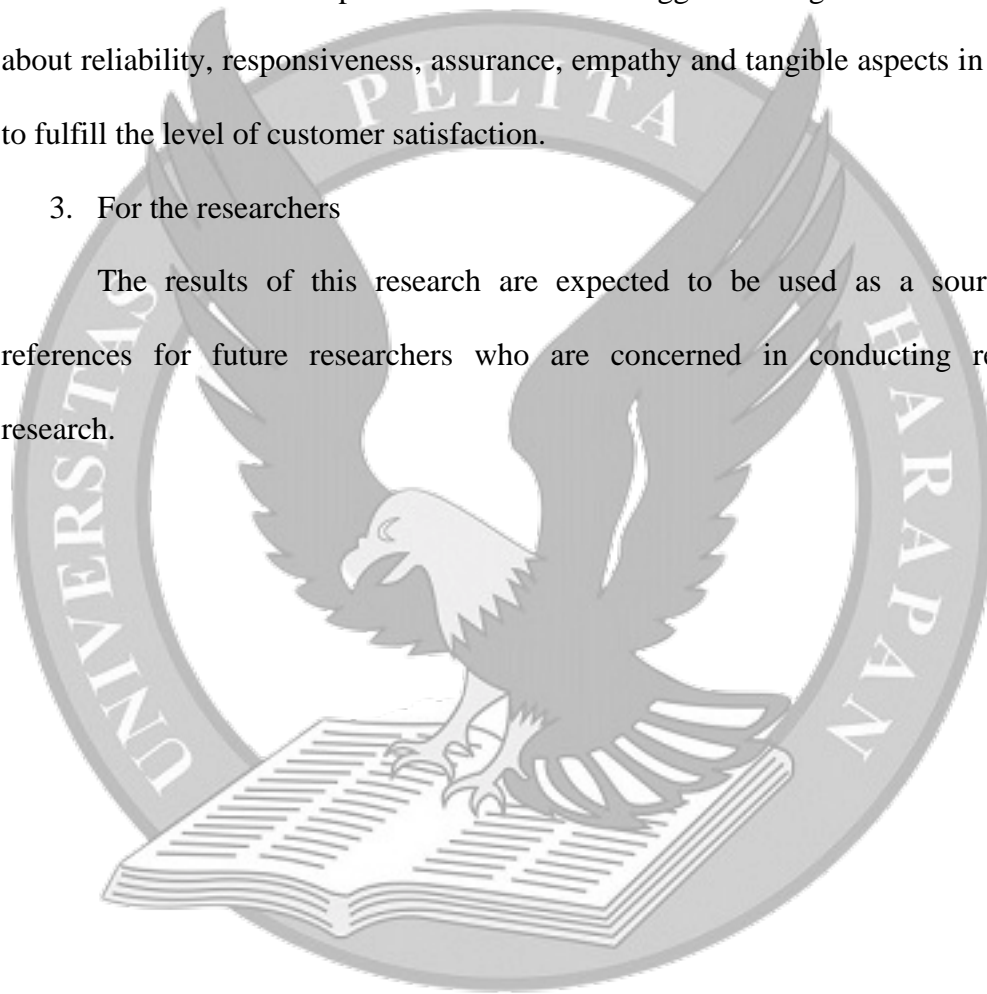 about reliability, responsiveness, assurance, empathy and tangible aspects in
to fulfill the level of customer satisfaction.
3. For the researchers
The results of this research are expected to be used as a sour
references for future researchers who are concerned in conducting re
research.
UNIVERSITAS PELITA HARAPAN